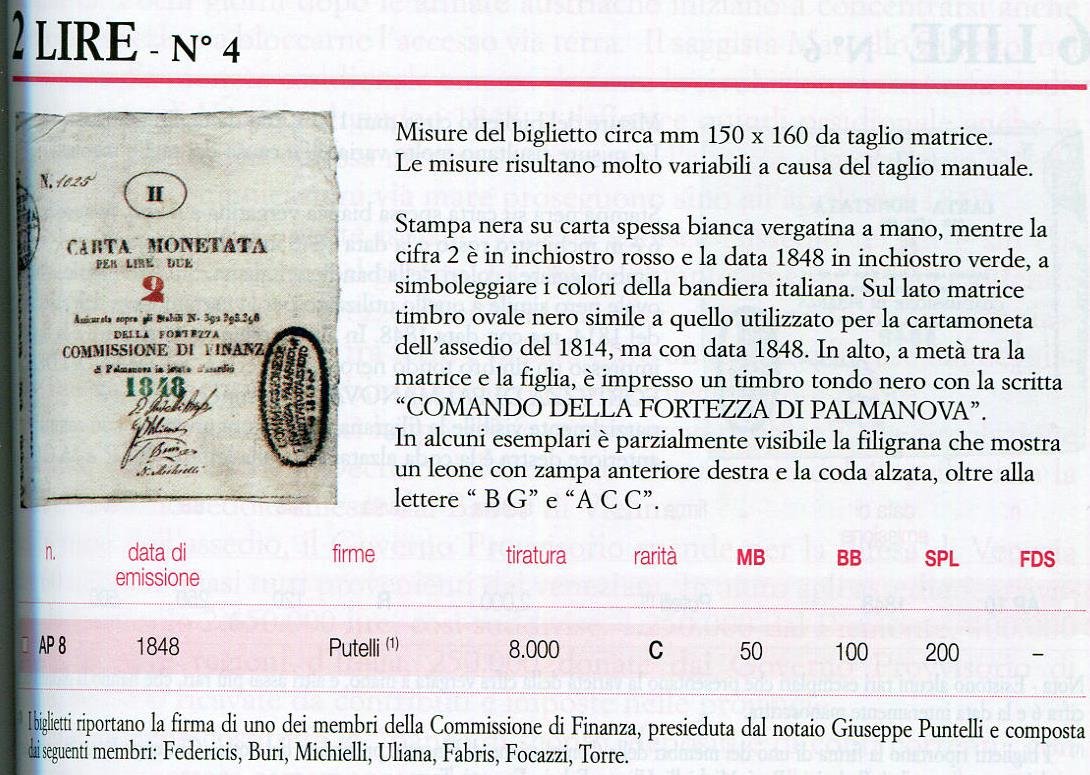 2 LIRE - N° 4
N. 1025
II
CARTA MONETATA
PER LIRE DUE
2
Assicurata sopra gli Stabili N.
DELLA FORTEZZA
COMMISSIONE DI FINANZ
di Palmanova in istato d'assedio
1848
Misure del biglietto circa mm 150 x 160 da taglio matrice.
Le misure risultano molto variabili a causa del taglio manuale.
Stampa nera su carta spessa bianca vergatina a mano, mentre la
cifra 2 è in inchiostro rosso e la data 1848 in inchiostro verde, a
simboleggiare i colori della bandiera italiana. Sul lato matrice
timbro ovale nero simile a quello utilizzato per la cartamoneta
dell'assedio del 1814, ma con data 1848. In alto, a metà tra la
matrice e la figlia, è impresso un timbro tondo nero con la scritta
“COMANDO DELLA FORTEZZA DI PALMANOVA”.
In alcuni esemplari è parzialmente visibile la filigrana che mostra
un leone con zampa anteriore destra e la coda alzata, oltre alla
lettere “ B G” e “A C C”.
n. data di firme tiratura rarità MB BB SPL FDS
emissione
AP 8 1848 Putelli (1) 8.000 C 50 100 200 –
I biglietti riportano la firma di uno dei membri della Commissione di Finanza, presieduta dal notaio Giuseppe Puntelli e composta
dai seguenti membri: Federicis, Buri, Michielli, Uliana, Fabris, Focazzi, Torre.